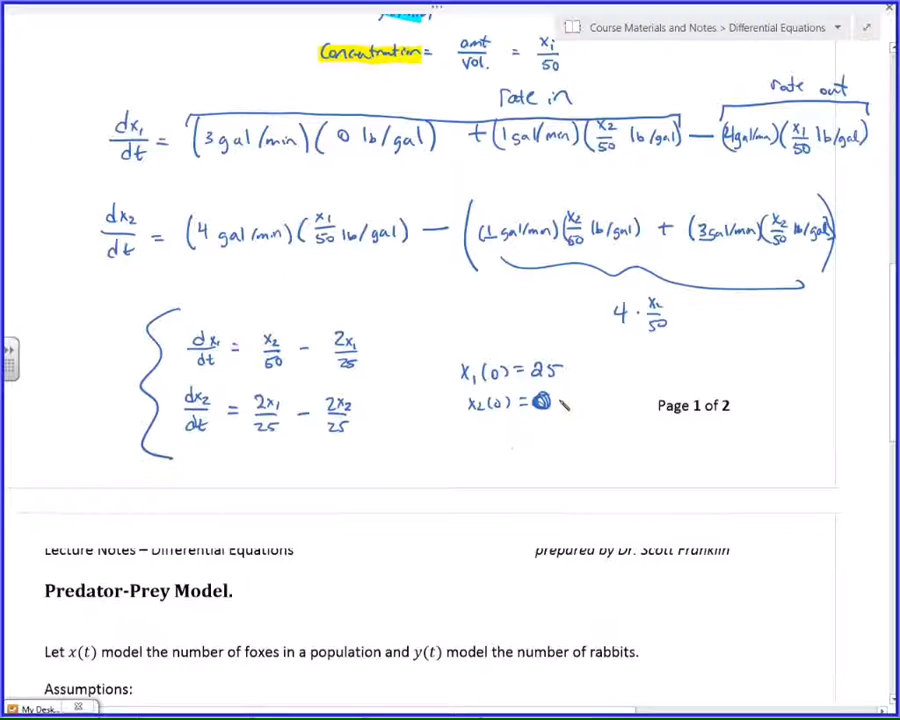 Course Materials and Notes > Differential Equations
Concentration = amt/vol. = x₁/50
rate in
rate out
dx₁/dt = (3 gal/min)(0 lb/gal) + (1 gal/min)(x₂/50 lb/gal) — (4 gal/min)(x₁/50 lb/gal)
dx₂/dt = (4 gal/min)(x₁/50 lb/gal) — ((1 gal/min)(x₂/50 lb/gal) + (3 gal/min)(x₂/50 lb/gal))
4 · x₂/50
dx₁/dt = x₂/50 - 2x₁/25
x₁(0) = 25
dx₂/dt = 2x₁/25 - 2x₂/25
x₂(0) = 0
Page 1 of 2
Lecture Notes – Differential Equations
prepared by Dr. Scott Franklin
Predator-Prey Model.
Let x(t) model the number of foxes in a population and y(t) model the number of rabbits.
Assumptions:
My Desk...